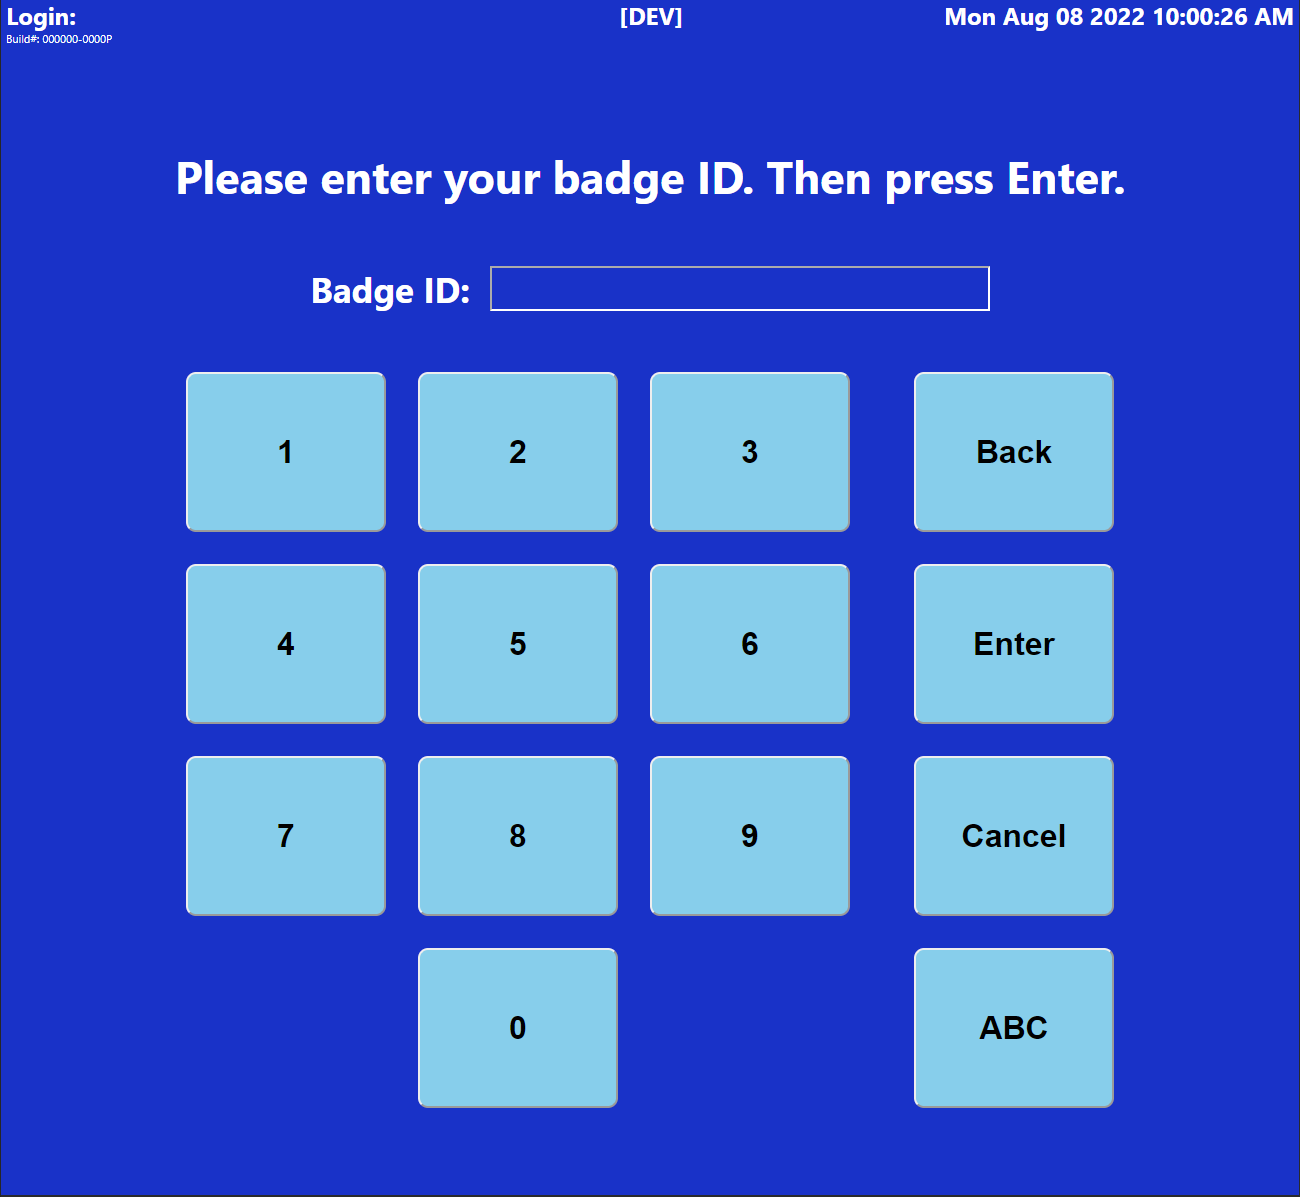 Login: [DEV] Mon Aug 08 2022 10:00:26 AM
Build#: 000000-0000P
Please enter your badge ID. Then press Enter.
Badge ID:
1 2 3 Back
4 5 6 Enter
7 8 9 Cancel
0 ABC